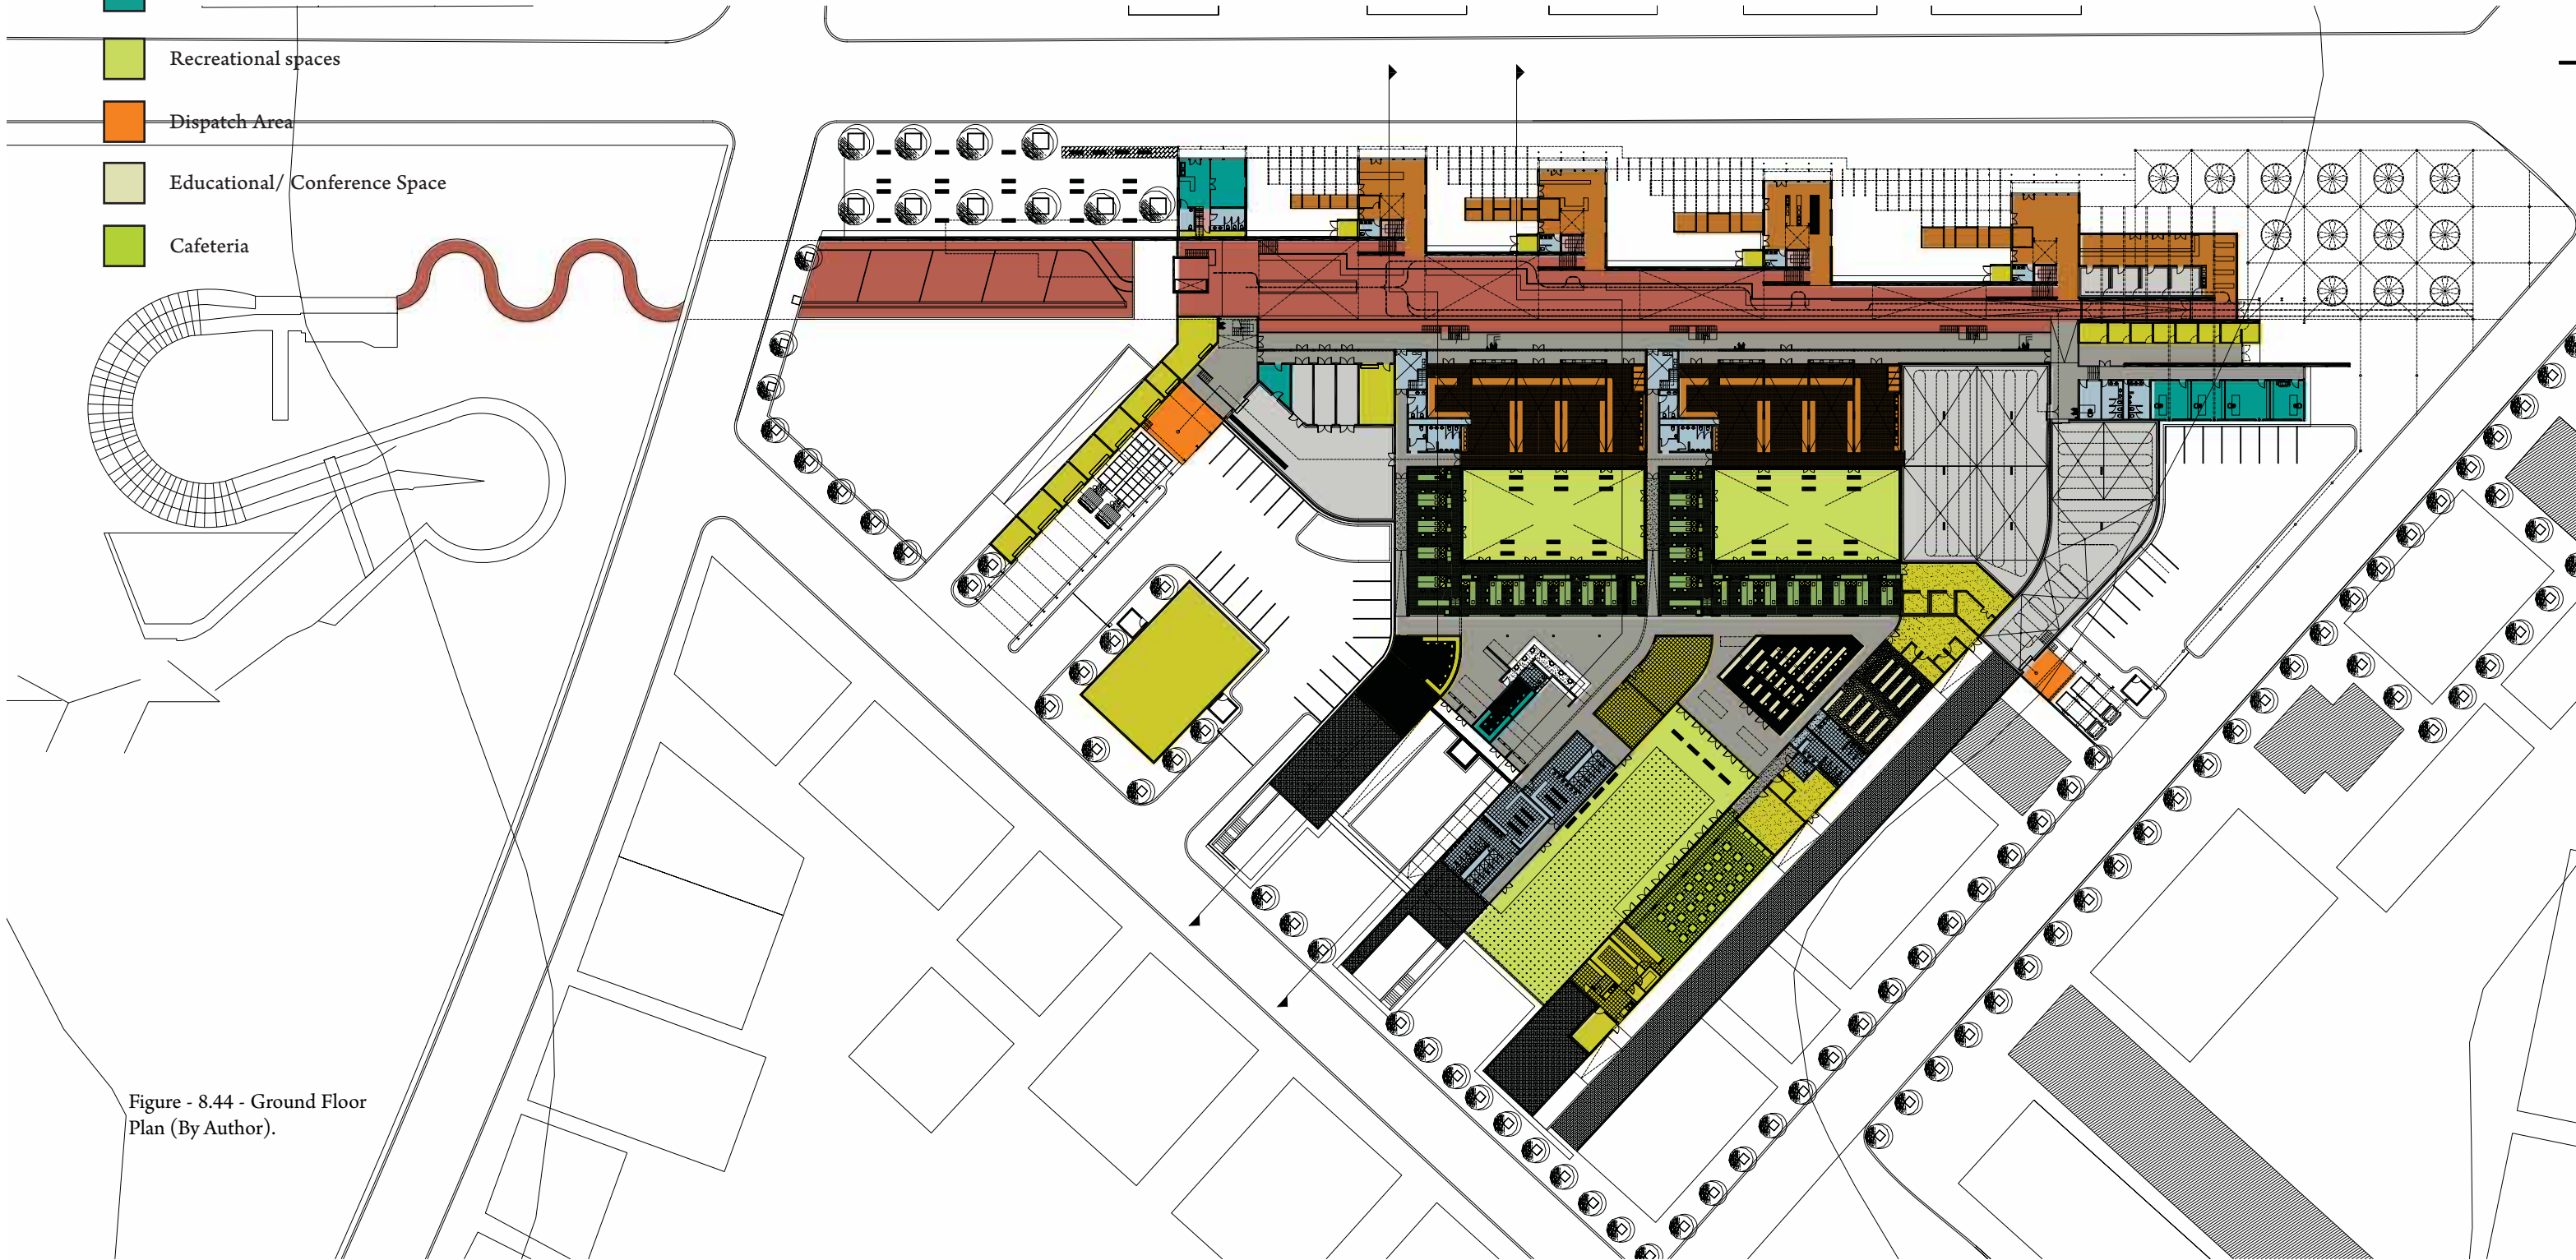 Recreational spaces
Dispatch Area
Educational/ Conference Space
Cafeteria
Figure - 8.44 - Ground Floor
Plan (By Author).